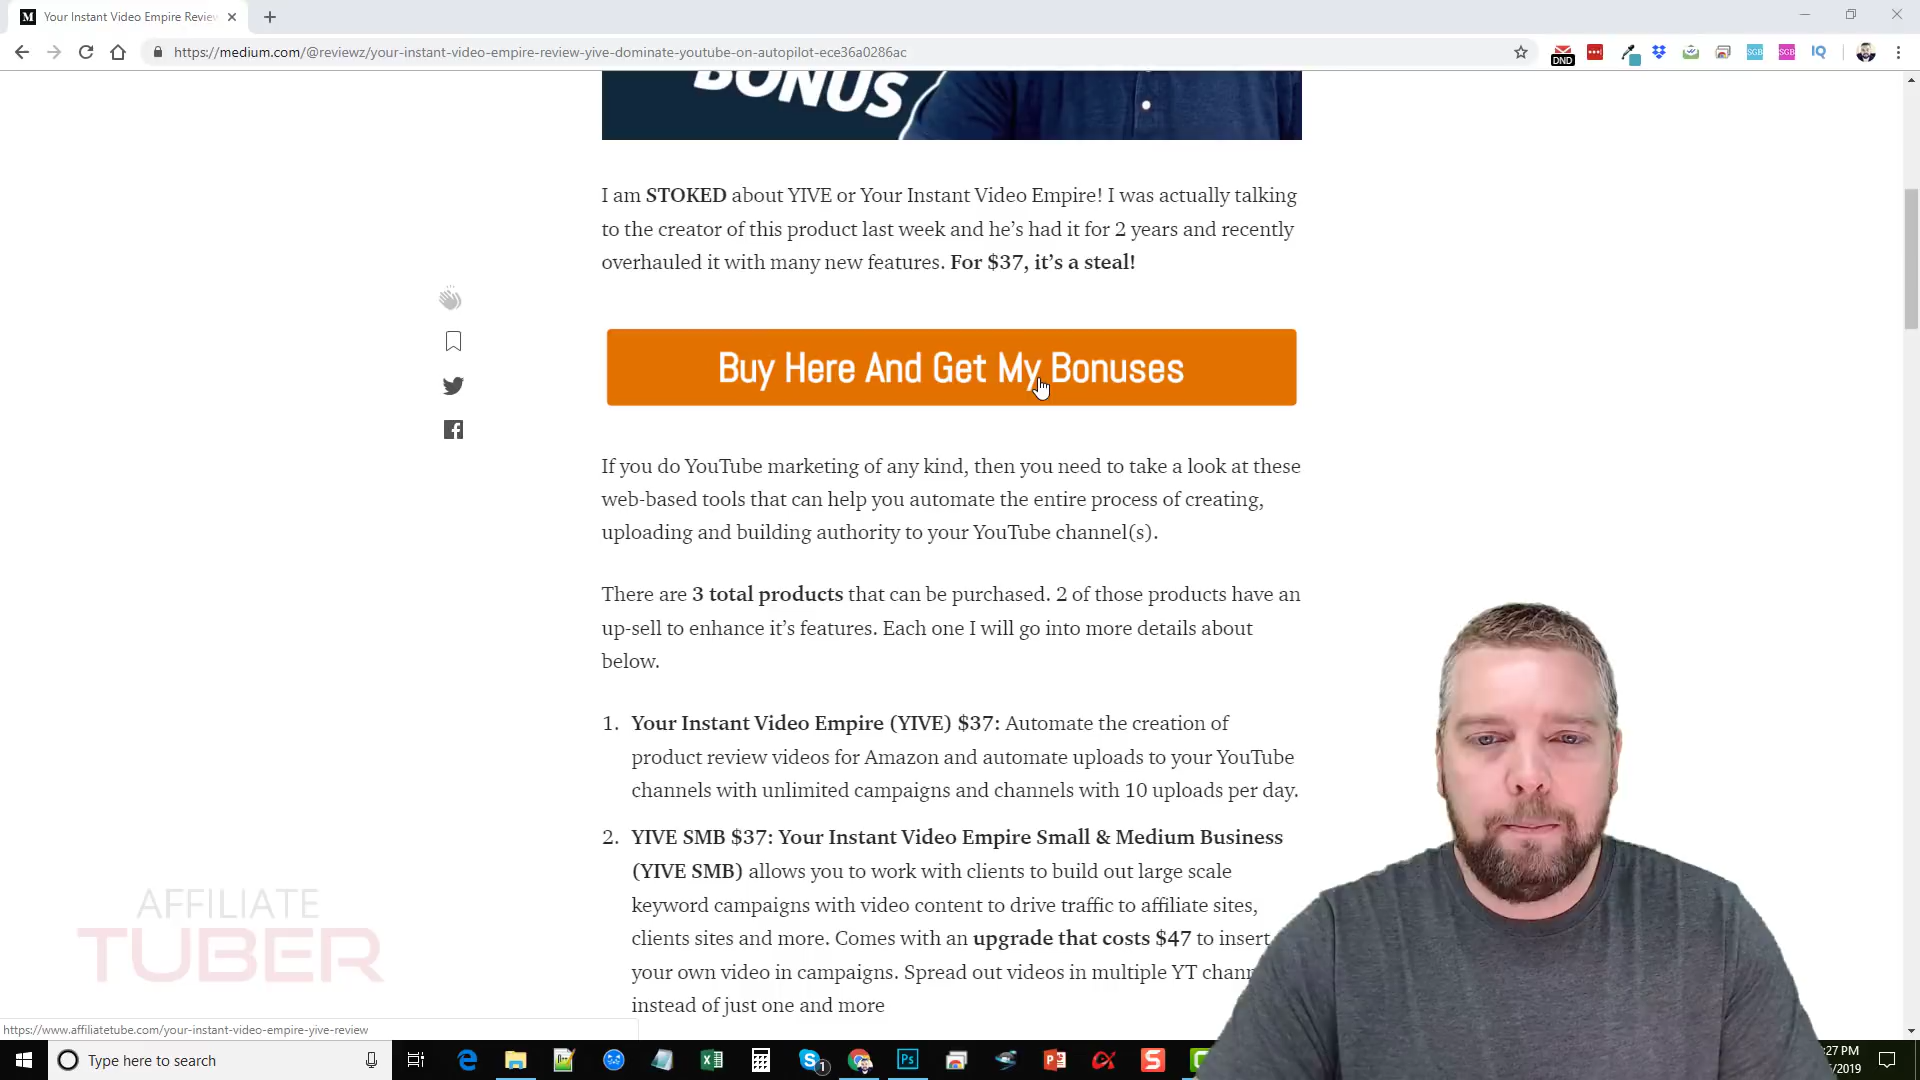 Your Instant Video Empire Review
https://medium.com/@reviewz/your-instant-video-empire-review-yive-dominate-youtube-on-autopilot-ece36a0286ac
DND
SGB
SGB
IQ
BONUS
I am STOKED about YIVE or Your Instant Video Empire! I was actually talking
to the creator of this product last week and he’s had it for 2 years and recently
overhauled it with many new features. For $37, it’s a steal!
Buy Here And Get My Bonuses
If you do YouTube marketing of any kind, then you need to take a look at these
web-based tools that can help you automate the entire process of creating,
uploading and building authority to your YouTube channel(s).
There are 3 total products that can be purchased. 2 of those products have an
up-sell to enhance it’s features. Each one I will go into more details about
below.
1. Your Instant Video Empire (YIVE) $37: Automate the creation of
product review videos for Amazon and automate uploads to your YouTube
channels with unlimited campaigns and channels with 10 uploads per day.
2. YIVE SMB $37: Your Instant Video Empire Small & Medium Business
(YIVE SMB) allows you to work with clients to build out large scale
keyword campaigns with video content to drive traffic to affiliate sites,
clients sites and more. Comes with an upgrade that costs $47 to insert
your own video in campaigns. Spread out videos in multiple YT chann
instead of just one and more
AFFILIATE
TUBER
https://www.affiliatetube.com/your-instant-video-empire-yive-review
Type here to search
1
Ps
:27 PM
/2019